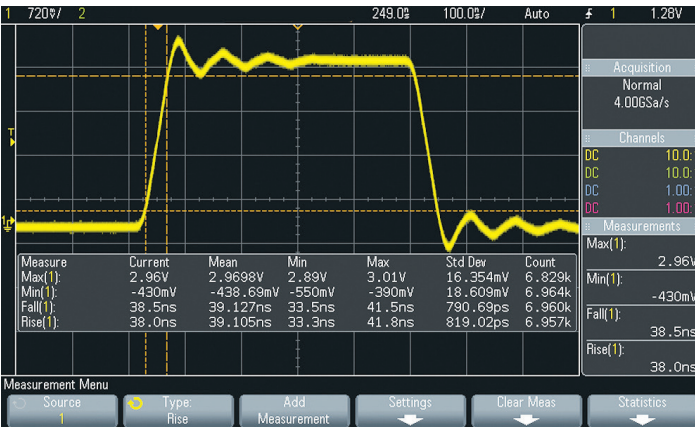 1 720▽/ 2 249.0▽ 100.0▽/ Auto 1 1.28V
T
1
Acquisition
Normal
4.00GSa/s
Channels
DC 10.0:
DC 10.0:
DC 1.00:
DC 1.00:
Measurements
Max(1):
2.96V
Min(1):
-430mV
Fall(1):
38.5ns
Rise(1):
38.0ns
Measure Current Mean Min Max Std Dev Count
Max(1): 2.96V 2.9698V 2.89V 3.01V 16.354mV 6.829k
Min(1): -430mV -438.69mV -550mV -390mV 18.609mV 6.964k
Fall(1): 38.5ns 39.127ns 33.5ns 41.5ns 790.69ps 6.960k
Rise(1): 38.0ns 39.105ns 33.3ns 41.8ns 819.02ps 6.957k
Measurement Menu
Source
1
Type:
Rise
Add
Measurement
Settings
Clear Meas
Statistics